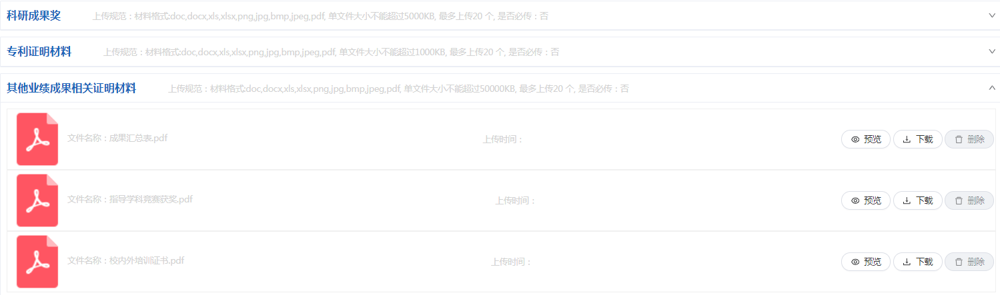 科研成果奖 上传规范：材料格式:doc,docx,xls,xlsx,png,jpg,bmp,jpeg,pdf, 单文件大小不能超过5000KB, 最多上传20 个, 是否必传：否
专利证明材料 上传规范：材料格式:doc,docx,xls,xlsx,png,jpg,bmp,jpeg,pdf, 单文件大小不能超过1000KB, 最多上传20 个, 是否必传：否
其他业绩成果相关证明材料 上传规范：材料格式:doc,docx,xls,xlsx,png,jpg,bmp,jpeg,pdf, 单文件大小不能超过50000KB, 最多上传20 个, 是否必传：否
文件名称：成果汇总表.pdf 上传时间： 预览 下载 删除
文件名称：指导学科竞赛获奖.pdf 上传时间： 预览 下载 删除
文件名称：校内外培训证书.pdf 上传时间： 预览 下载 删除